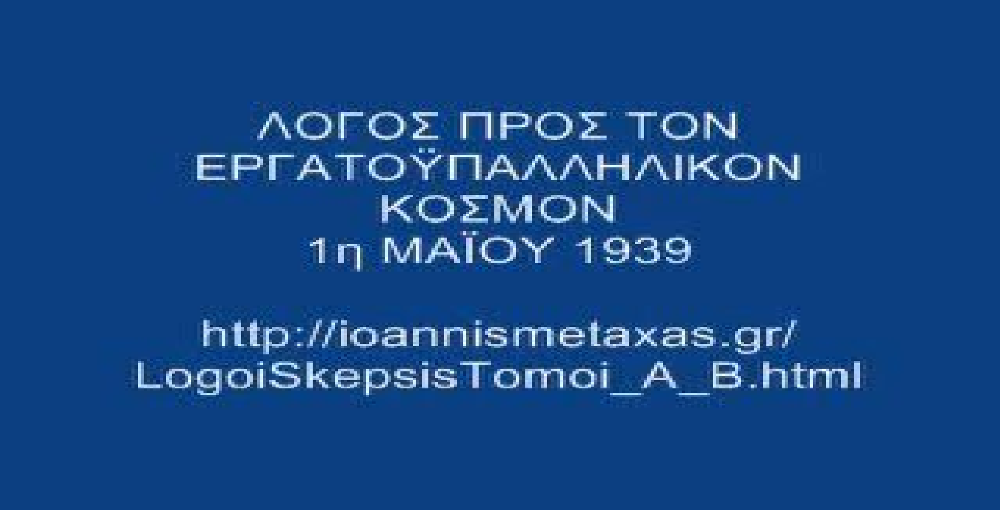 ΛΟΓΟΣ ΠΡΟΣ ΤΟΝ
ΕΡΓΑΤΟΫΠΑΛΛΗΛΙΚΟΝ
ΚΟΣΜΟΝ
1η ΜΑΪΟΥ 1939
http://ioannismetaxas.gr/
LogoiSkepsisTomoi_A_B.html